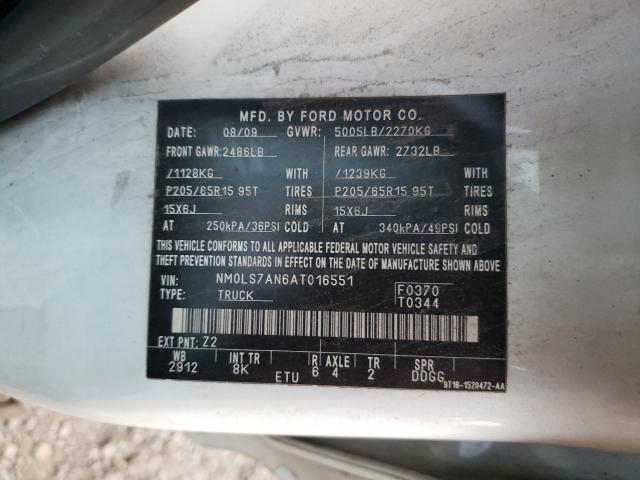 MFD. BY FORD MOTOR CO.
DATE: 08/09 GVWR: 5005LB/2270KG
FRONT GAWR: 2486LB REAR GAWR: 2732LB
/1128KG WITH /1239KG WITH
P205/65R15 95T TIRES P205/65R15 95T TIRES
15X6J RIMS 15X6J RIMS
AT 250kPA/36PSI COLD AT 340kPA/49PSI COLD
THIS VEHICLE CONFORMS TO ALL APPLICABLE FEDERAL MOTOR VEHICLE SAFETY AND
THEFT PREVENTION STANDARDS IN EFFECT ON THE DATE OF MANUFACTURE SHOWN ABOVE.
VIN: NM0LS7AN6AT016551 F0370
TYPE: TRUCK T0344
EXT PNT: Z2
WB INT TR R AXLE TR SPR
2912 8K 6 4 2 DDGG
ETU 9T1B-1520472-AA